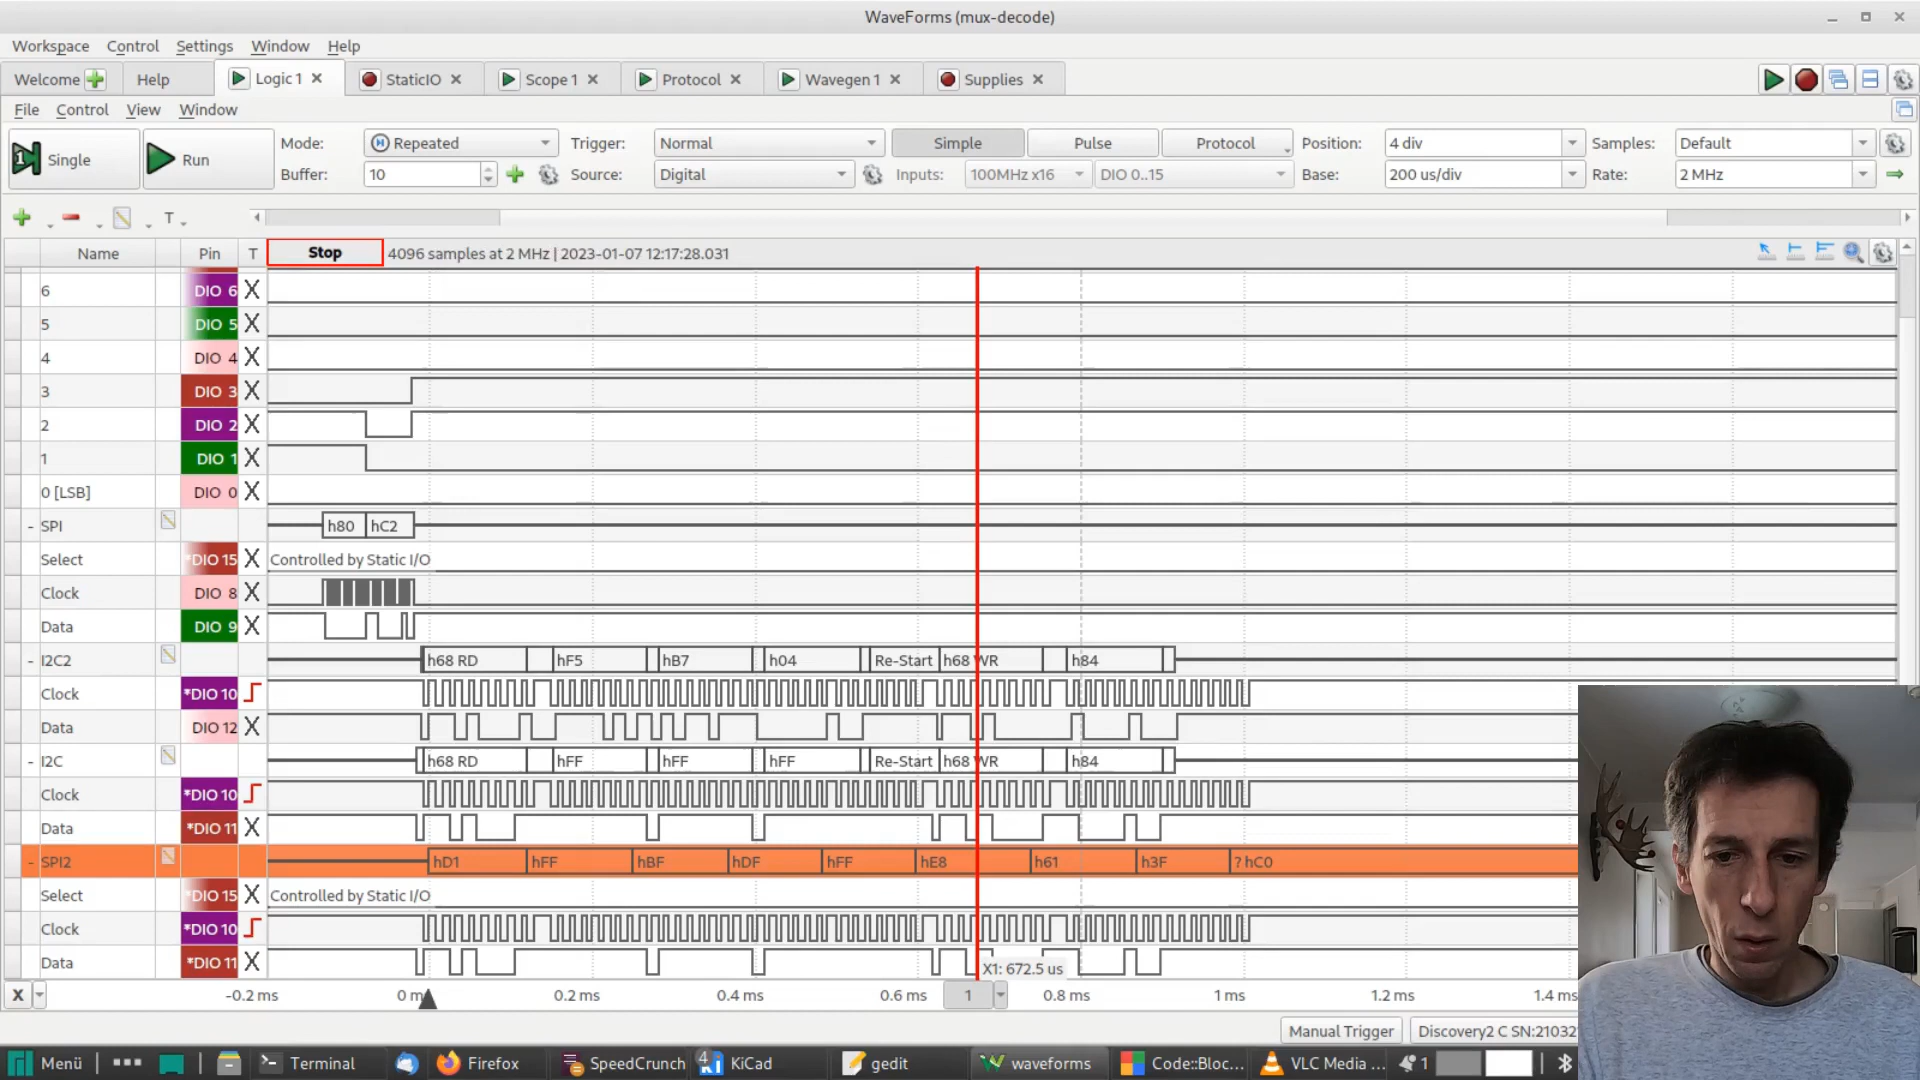 WaveForms (mux-decode)
Workspace Control Settings Window Help
Welcome Help Logic 1 StaticIO Scope 1 Protocol Wavegen 1 Supplies
File Control View Window
Single Run Mode: Repeated Trigger: Normal Simple Pulse Protocol Position: 4 div Samples: Default
Buffer: 10 Source: Digital Inputs: 100MHz x16 DIO 0..15 Base: 200 us/div Rate: 2 MHz
T
Name Pin T Stop 4096 samples at 2 MHz | 2023-01-07 12:17:28.031
6 DIO 6 X
5 DIO 5 X
4 DIO 4 X
3 DIO 3 X
2 DIO 2 X
1 DIO 1 X
0 [LSB] DIO 0 X
- SPI h80 hC2
Select *DIO 15 X Controlled by Static I/O
Clock DIO 8 X
Data DIO 9 X
- I2C2 h68 RD hF5 hB7 h04 Re-Start h68 WR h84
Clock *DIO 10
Data DIO 12 X
- I2C h68 RD hFF hFF hFF Re-Start h68 WR h84
Clock *DIO 10
Data *DIO 11 X
- SPI2 hD1 hFF hBF hDF hFF hE8 h61 h3F ? hC0
Select *DIO 15 X Controlled by Static I/O
Clock *DIO 10
Data *DIO 11 X X1: 672.5 us
X -0.2 ms 0 m 0.2 ms 0.4 ms 0.6 ms 1 0.8 ms 1 ms 1.2 ms 1.4 ms
Manual Trigger Discovery2 C SN:21032
Menü Terminal Firefox SpeedCrunch 4 KiCad gedit waveforms Code::Bloc... VLC Media ... 1